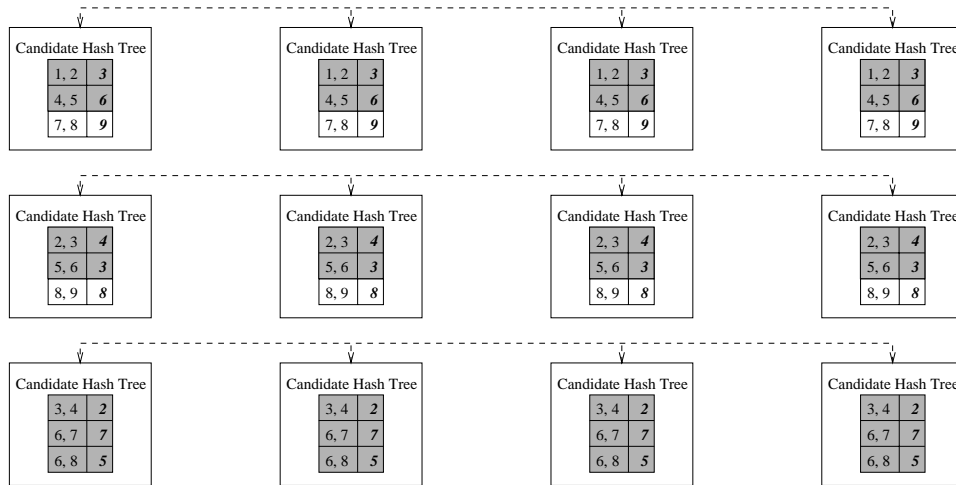 Candidate Hash Tree Candidate Hash Tree Candidate Hash Tree Candidate Hash Tree
1, 2 3 1, 2 3 1, 2 3 1, 2 3
4, 5 6 4, 5 6 4, 5 6 4, 5 6
7, 8 9 7, 8 9 7, 8 9 7, 8 9
Candidate Hash Tree Candidate Hash Tree Candidate Hash Tree Candidate Hash Tree
2, 3 4 2, 3 4 2, 3 4 2, 3 4
5, 6 3 5, 6 3 5, 6 3 5, 6 3
8, 9 8 8, 9 8 8, 9 8 8, 9 8
Candidate Hash Tree Candidate Hash Tree Candidate Hash Tree Candidate Hash Tree
3, 4 2 3, 4 2 3, 4 2 3, 4 2
6, 7 7 6, 7 7 6, 7 7 6, 7 7
6, 8 5 6, 8 5 6, 8 5 6, 8 5